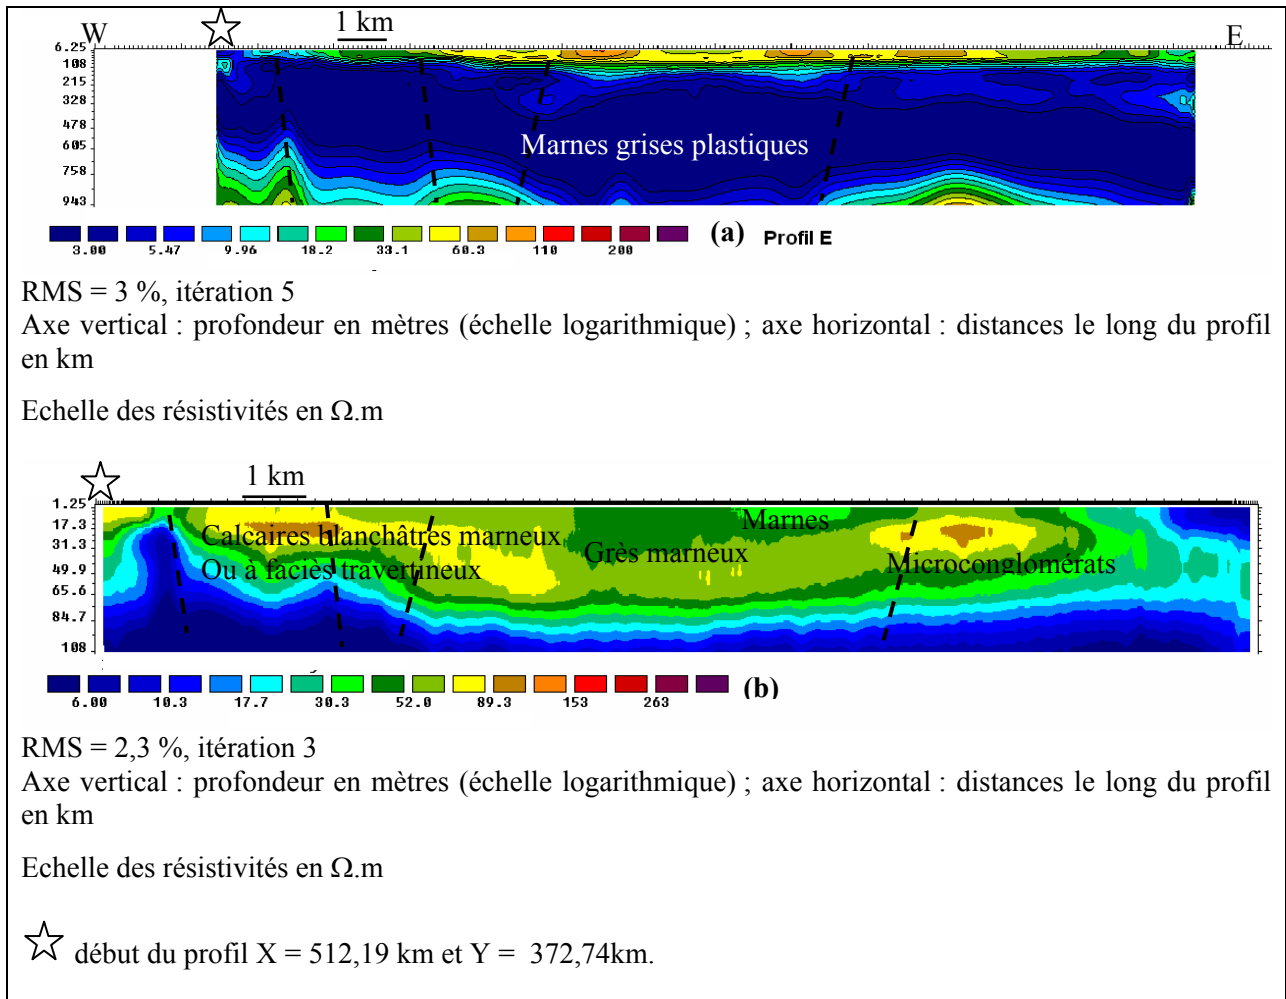 1 km
W
E
6.25
108
215
328
478
605
758
943
Marnes grises plastiques
3.00 5.47 9.96 18.2 33.1 60.3 110 200
(a) Profil E
RMS = 3 %, itération 5
Axe vertical : profondeur en mètres (échelle logarithmique) ; axe horizontal : distances le long du profil
en km
Echelle des résistivités en Ω.m
1 km
1.25
17.3
31.3
49.9
65.6
84.7
108
Marnes
Calcaires blanchâtres marneux
Grès marneux
Ou à faciès travertineux
Microconglomérats
6.00 10.3 17.7 30.3 52.0 89.3 153 263
(b)
RMS = 2,3 %, itération 3
Axe vertical : profondeur en mètres (échelle logarithmique) ; axe horizontal : distances le long du profil
en km
Echelle des résistivités en Ω.m
début du profil X = 512,19 km et Y = 372,74km.